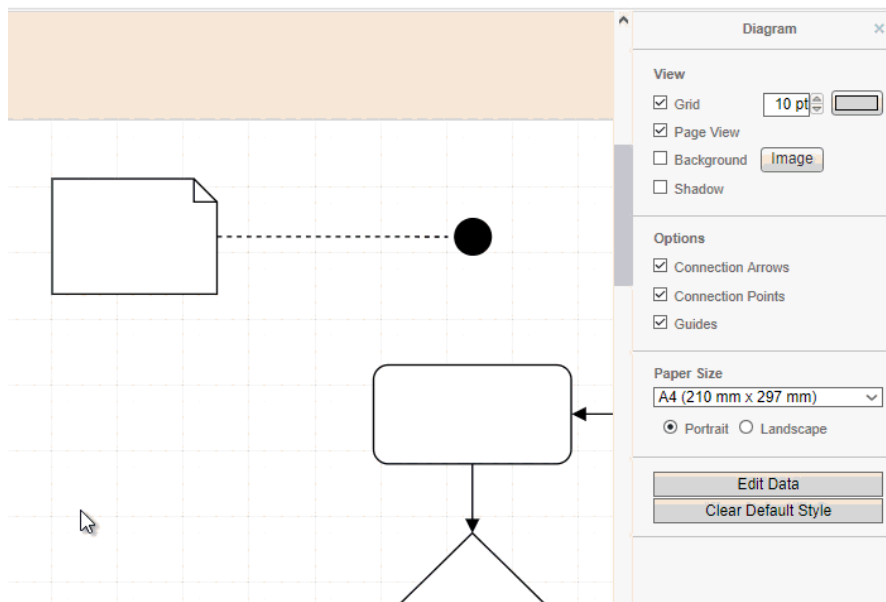 Diagram
View
Grid
10 pt
Page View
Background
Image
Shadow
Options
Connection Arrows
Connection Points
Guides
Paper Size
A4 (210 mm x 297 mm)
Portrait Landscape
Edit Data
Clear Default Style